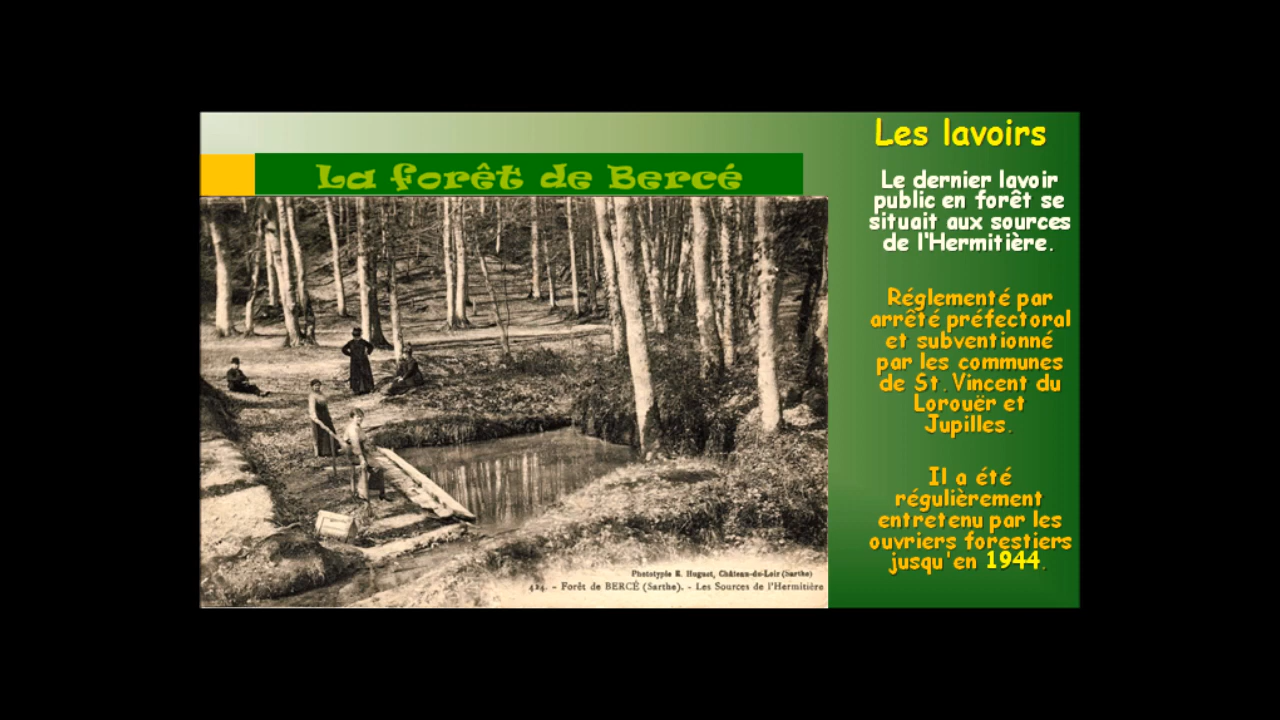 Les lavoirs
La forêt de Bercé
Le dernier lavoir
public en forêt se
situait aux sources
de l'Hermitière.
Réglementé par
arrêté préfectoral
et subventionné
par les communes
de St. Vincent du
Lorouër et
Jupilles.
Il a été
régulièrement
entretenu par les
ouvriers forestiers
jusqu'en 1944.
Phototypie E. Hoguet, Château-du-Loir (Sarthe)
424. - Forêt de BERCÉ (Sarthe). - Les Sources de l'Hermitière